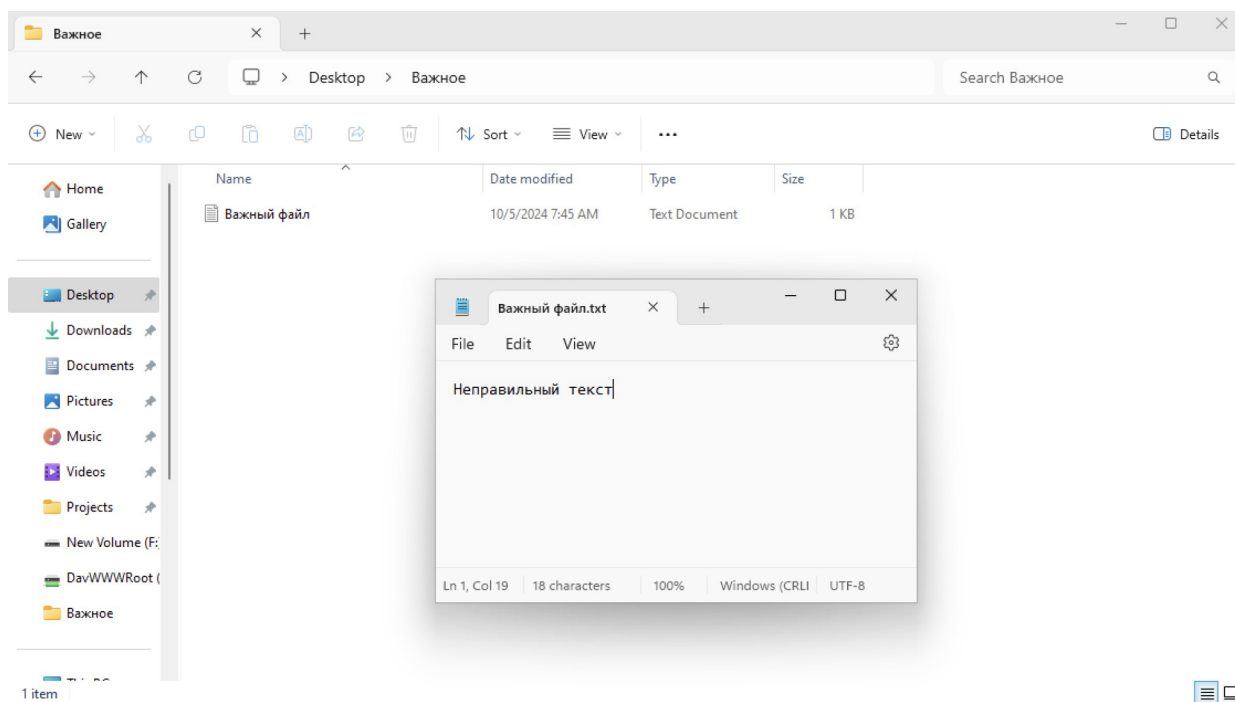 Важное
Desktop > Важное
Search Важное
New
Sort
View
...
Details
Name
Date modified
Type
Size
Home
Gallery
Важный файл
10/5/2024 7:45 AM
Text Document
1 KB
Desktop
Downloads
Documents
Pictures
Music
Videos
Projects
New Volume (F:
DavWWWRoot (
Важное
Важный файл.txt
File
Edit
View
Неправильный текст
Ln 1, Col 19
18 characters
100%
Windows (CRLI
UTF-8
1 item